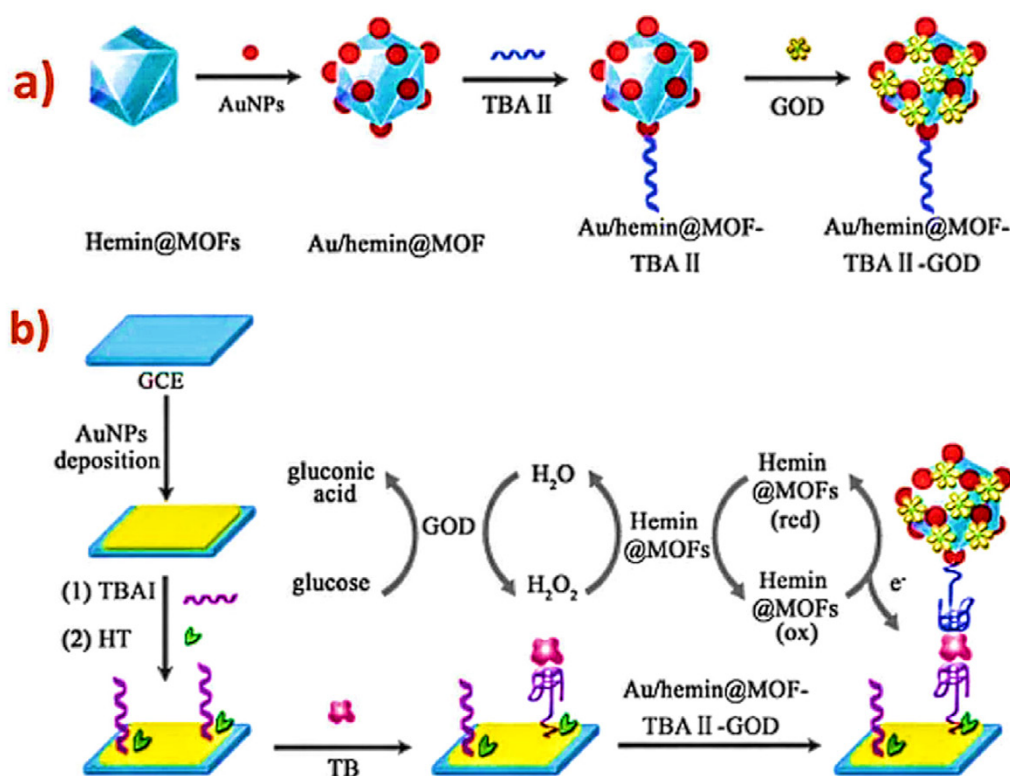 a)
AuNPs
TBA II
GOD
Hemin@MOFs
Au/hemin@MOF
Au/hemin@MOF-
TBA II
Au/hemin@MOF-
TBA II -GOD
b)
GCE
AuNPs
deposition
(1) TBAI
(2) HT
gluconic
acid
glucose
GOD
H₂O
H₂O₂
Hemin
@MOFs
Hemin
@MOFs
(red)
Hemin
@MOFs
(ox)
e⁻
TB
Au/hemin@MOF-
TBA II -GOD